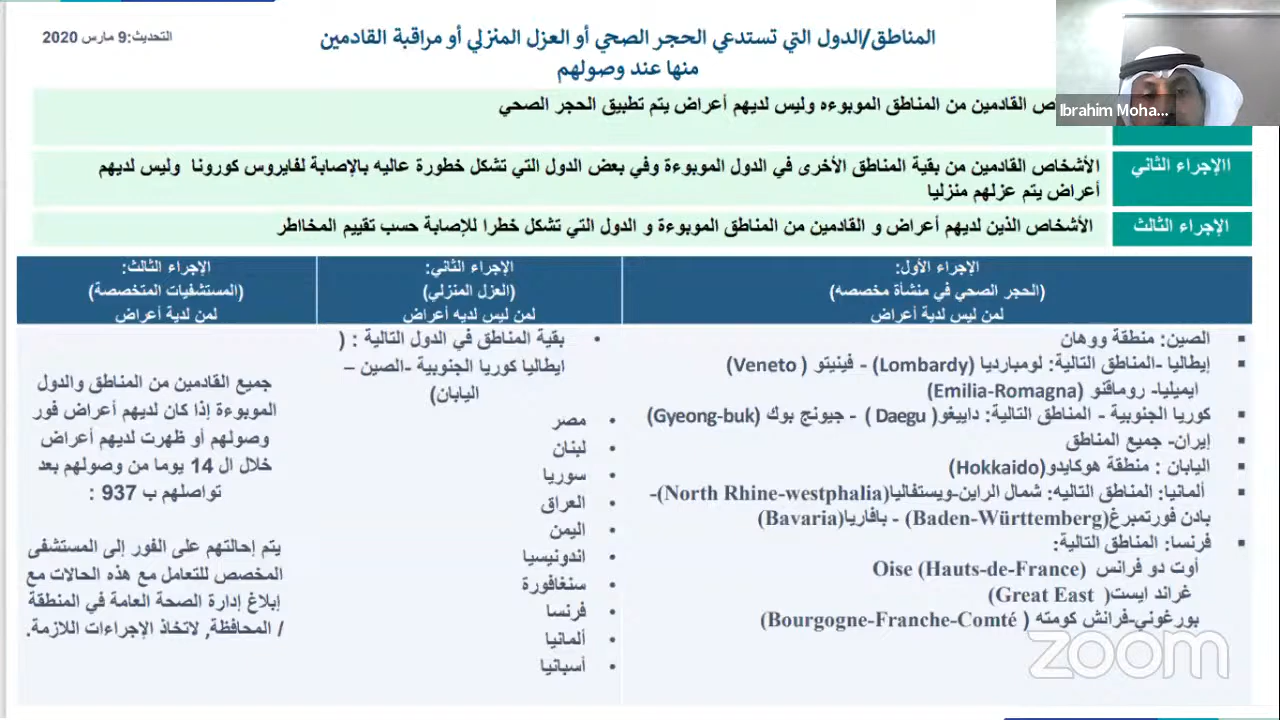 المناطق/الدول التي تستدعي الحجر الصحي أو العزل المنزلي أو مراقبة القادمين
منها عند وصولهم
التحديث: 9 مارس 2020
Ibrahim Moha...
القادمين من المناطق الموبوءه وليس لديهم أعراض يتم تطبيق الحجر الصحي
االإجراء الثاني
الأشخاص القادمين من بقية المناطق الأخرى في الدول الموبوءة وفي بعض الدول التي تشكل خطورة عاليه بالإصابة لفايروس كورونا وليس لديهم
أعراض يتم عزلهم منزليا
الإجراء الثالث
الأشخاص الذين لديهم أعراض و القادمين من المناطق الموبوءة و الدول التي تشكل خطرا للإصابة حسب تقييم المخاطر
الإجراء الأول:
(الحجر الصحي في منشأة مخصصه)
لمن ليس لدية أعراض
الصين: منطقة ووهان
إيطاليا -المناطق التالية: لومبارديا (Lombardy) - فينيتو ( Veneto)
ايميليا- روماقنو (Emilia-Romagna)
كوريا الجنوبية - المناطق التالية: داييغو( Daegu ) - جيونج بوك (Gyeong-buk)
إيران- جميع المناطق
اليابان : منطقة هوكايدو(Hokkaido)
ألمانيا: المناطق التاليه: شمال الراين-ويستفاليا(North Rhine-westphalia)-
بادن فورتمبرغ(Baden-Württemberg) - بافاريا(Bavaria)
فرنسا: المناطق التالية:
أوت دو فرانس Oise (Hauts-de-France)
غراند ايست( Great East)
بورغوني-فرانش كومته ( Bourgogne-Franche-Comté)
الإجراء الثاني:
(العزل المنزلي)
لمن ليس لديه أعراض
بقية المناطق في الدول التالية : (
ايطاليا كوريا الجنوبية -الصين –
اليابان)
مصر
لبنان
سوريا
العراق
اليمن
اندونيسيا
سنغافورة
فرنسا
ألمانيا
أسبانيا
الإجراء الثالث:
(المستشفيات المتخصصة)
لمن لدية أعراض
جميع القادمين من المناطق والدول
الموبوءة إذا كان لديهم أعراض فور
وصولهم أو ظهرت لديهم أعراض
خلال ال 14 يوما من وصولهم بعد
تواصلهم ب 937 :
يتم إحالتهم على الفور إلى المستشفى
المخصص للتعامل مع هذه الحالات مع
إبلاغ إدارة الصحة العامة في المنطقة
/ المحافظة, لاتخاذ الإجراءات اللازمة.
zoom